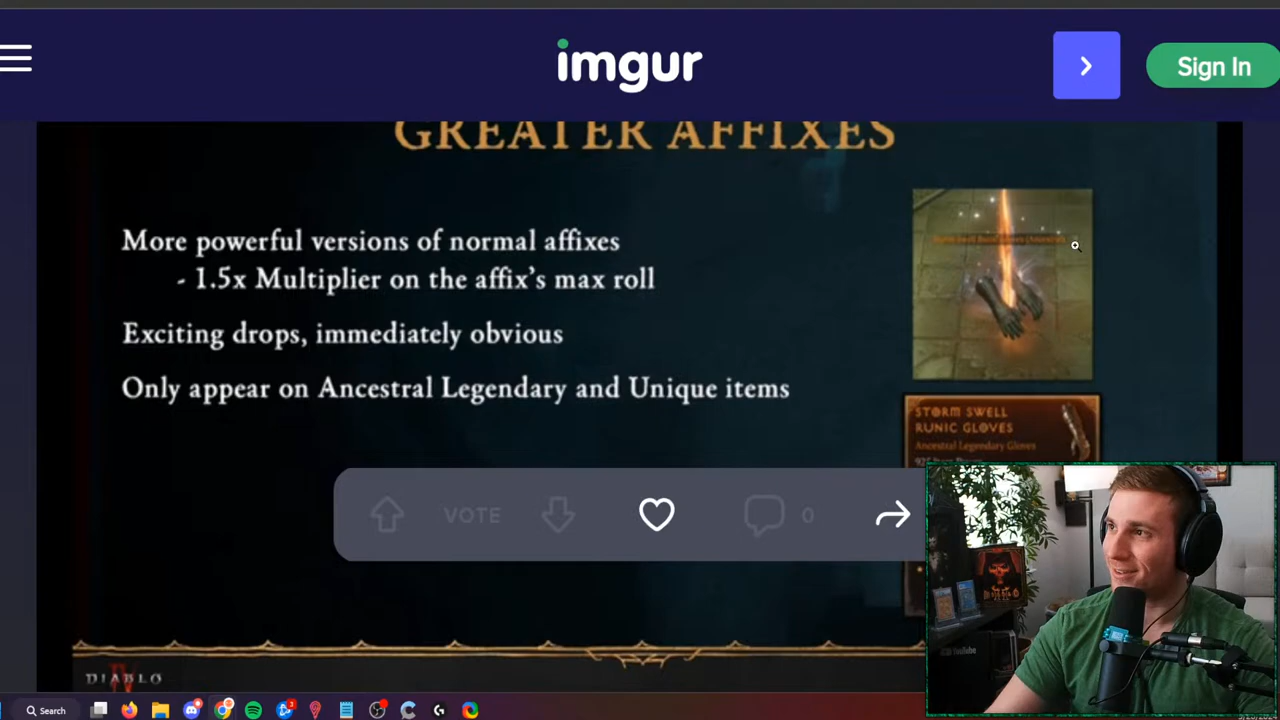 imgur
Sign In
GREATER AFFIXES
More powerful versions of normal affixes
- 1.5x Multiplier on the affix's max roll
Exciting drops, immediately obvious
Only appear on Ancestral Legendary and Unique items
STORM SWELL
RUNIC GLOVES
Ancestral Legendary Gloves
VOTE
0
DIABLO
IV
YouTube
Search